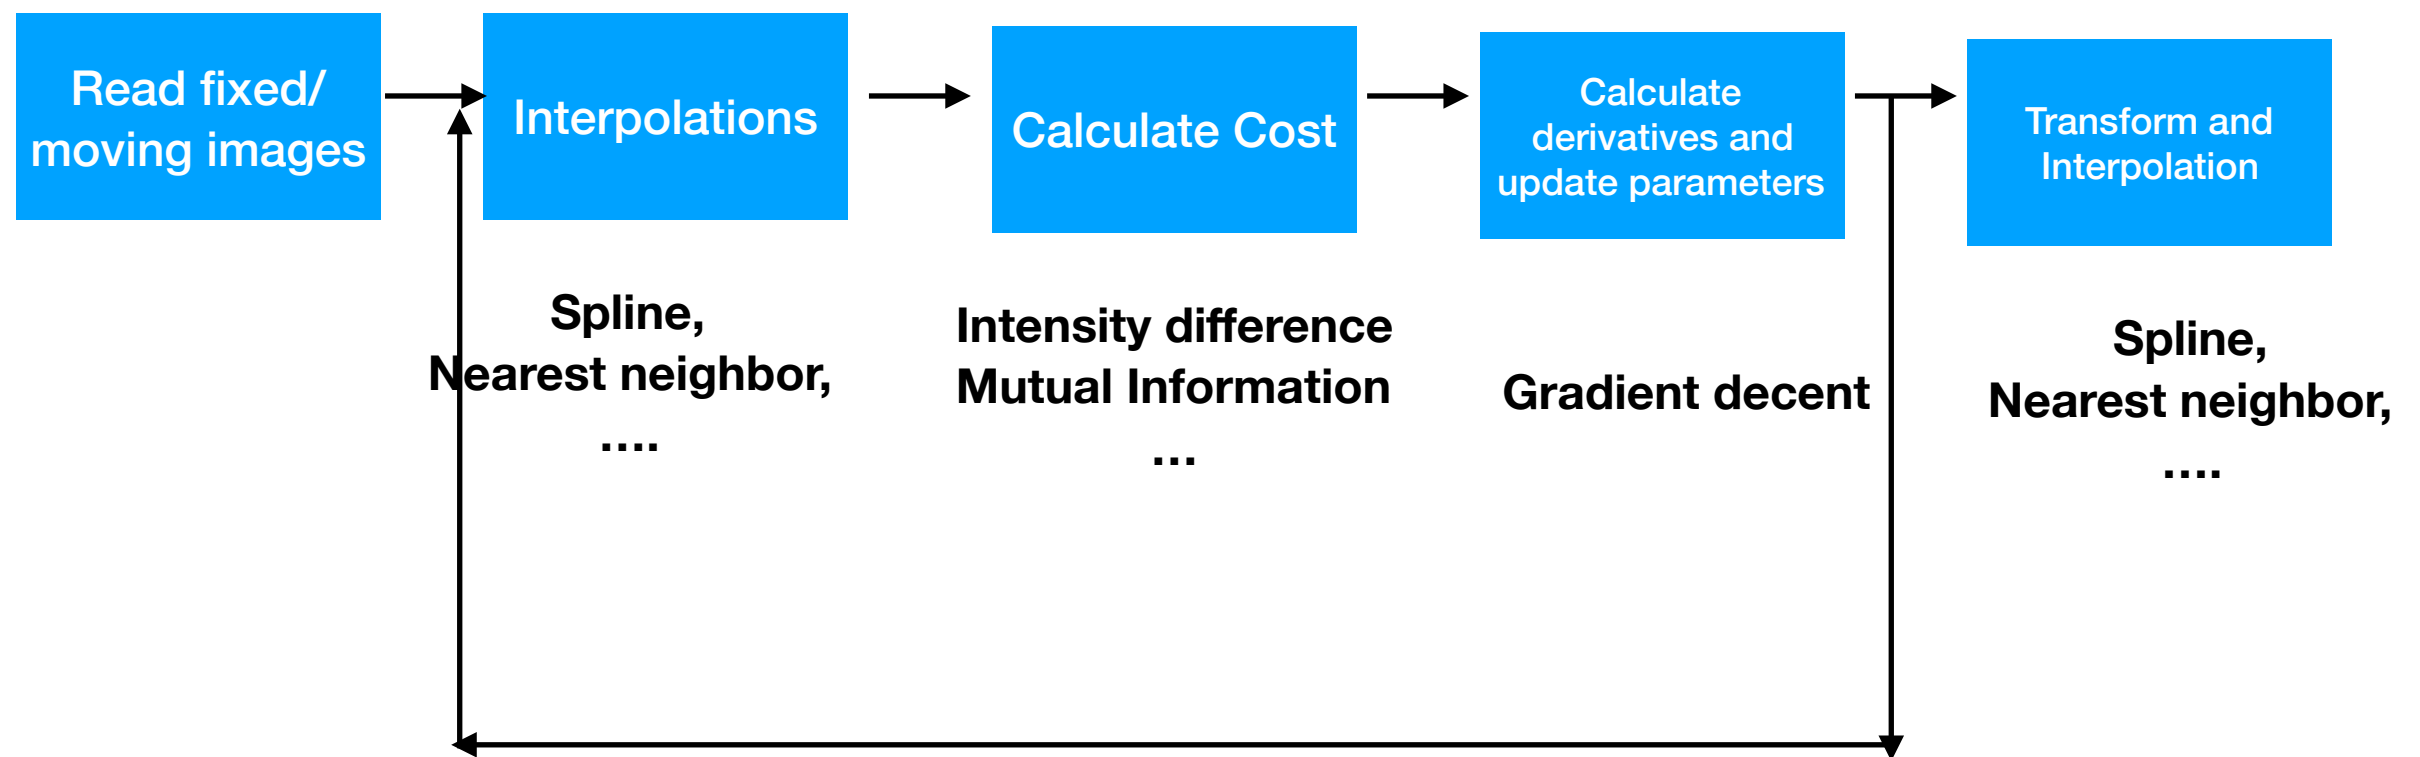 Read fixed/
moving images
Interpolations
Calculate Cost
Calculate
derivatives and
update parameters
Transform and
Interpolation
Spline,
Nearest neighbor,
....
Intensity difference
Mutual Information
...
Gradient decent
Spline,
Nearest neighbor,
....